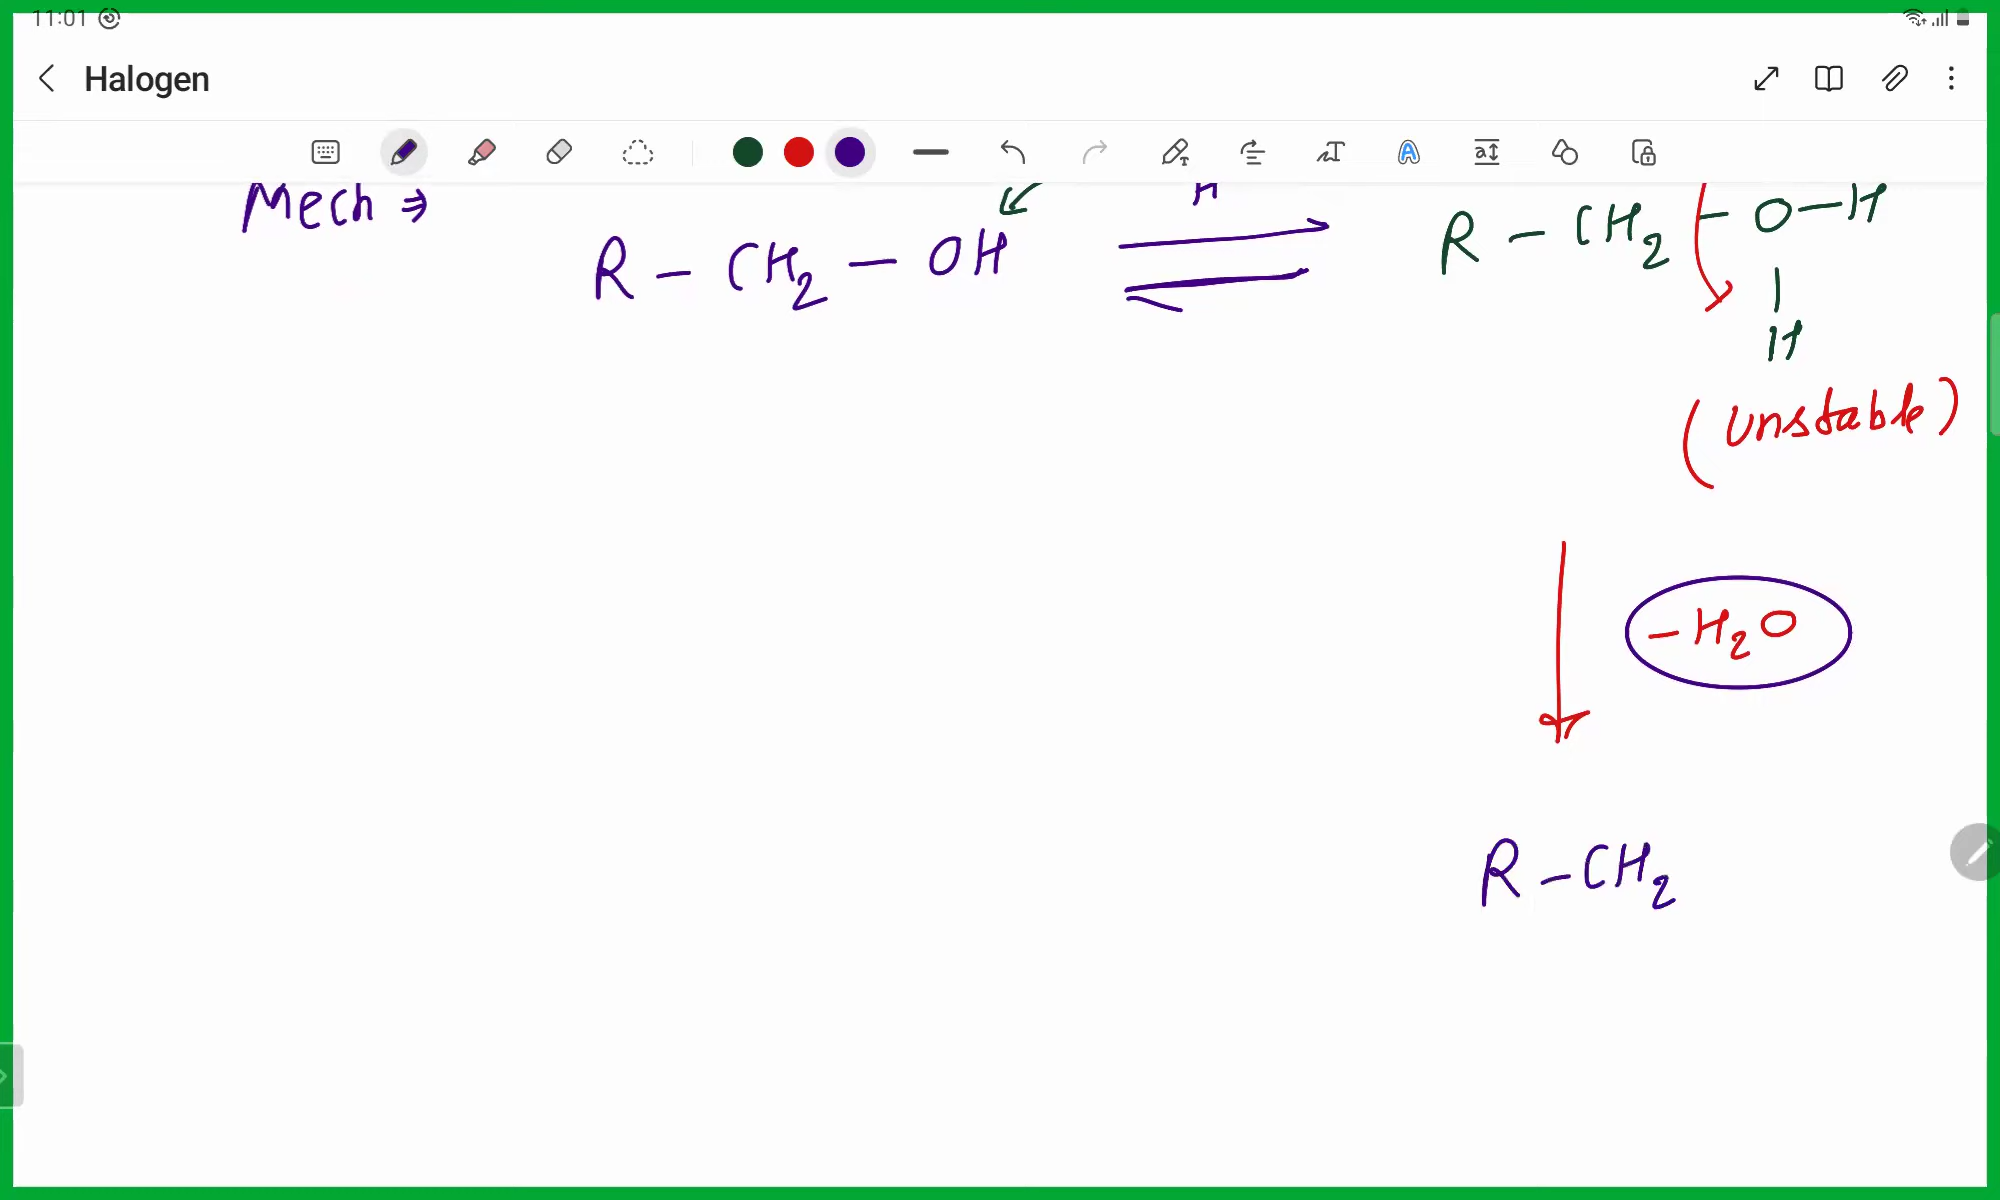 11:01
Halogen
Mech ⇒
R – CH₂ – OH ⇌ R – CH₂ – O – H
H
(unstable)
– H₂O
R – CH₂